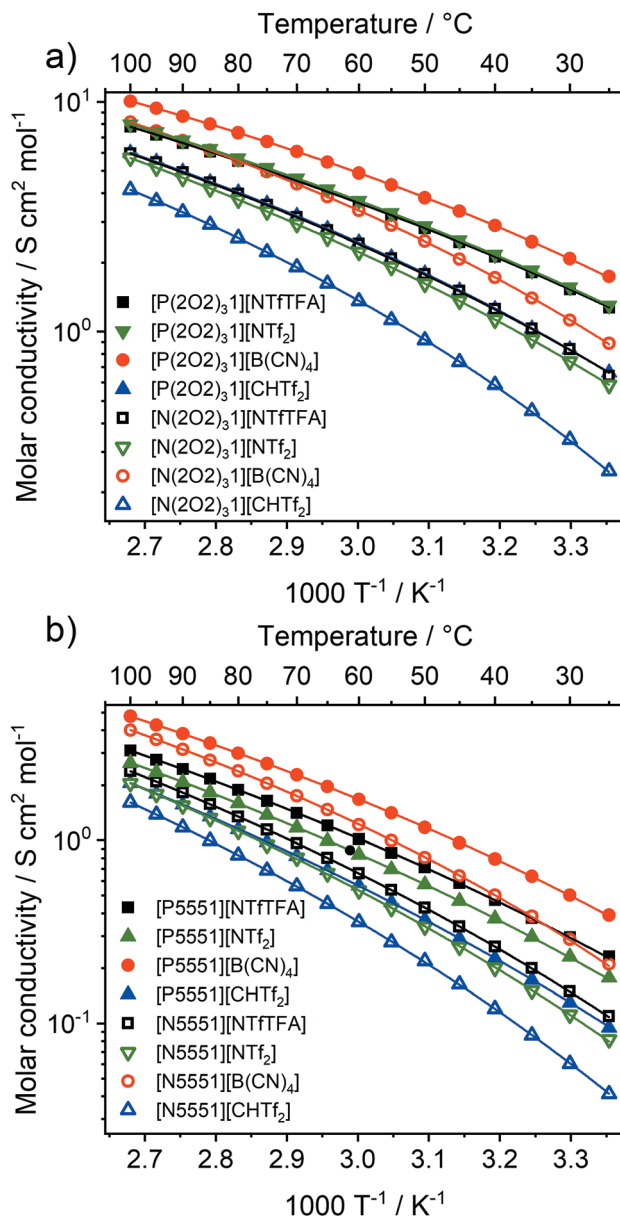 a)
Temperature / °C
100 90 80 70 60 50 40 30
Molar conductivity / S cm² mol⁻¹
10¹
10⁰
[P(2O2)₃1][NTfTFA]
[P(2O2)₃1][NTf₂]
[P(2O2)₃1][B(CN)₄]
[P(2O2)₃1][CHTf₂]
[N(2O2)₃1][NTfTFA]
[N(2O2)₃1][NTf₂]
[N(2O2)₃1][B(CN)₄]
[N(2O2)₃1][CHTf₂]
2.7 2.8 2.9 3.0 3.1 3.2 3.3
1000 T⁻¹ / K⁻¹
b)
Temperature / °C
100 90 80 70 60 50 40 30
Molar conductivity / S cm² mol⁻¹
10⁰
10⁻¹
[P5551][NTfTFA]
[P5551][NTf₂]
[P5551][B(CN)₄]
[P5551][CHTf₂]
[N5551][NTfTFA]
[N5551][NTf₂]
[N5551][B(CN)₄]
[N5551][CHTf₂]
2.7 2.8 2.9 3.0 3.1 3.2 3.3
1000 T⁻¹ / K⁻¹